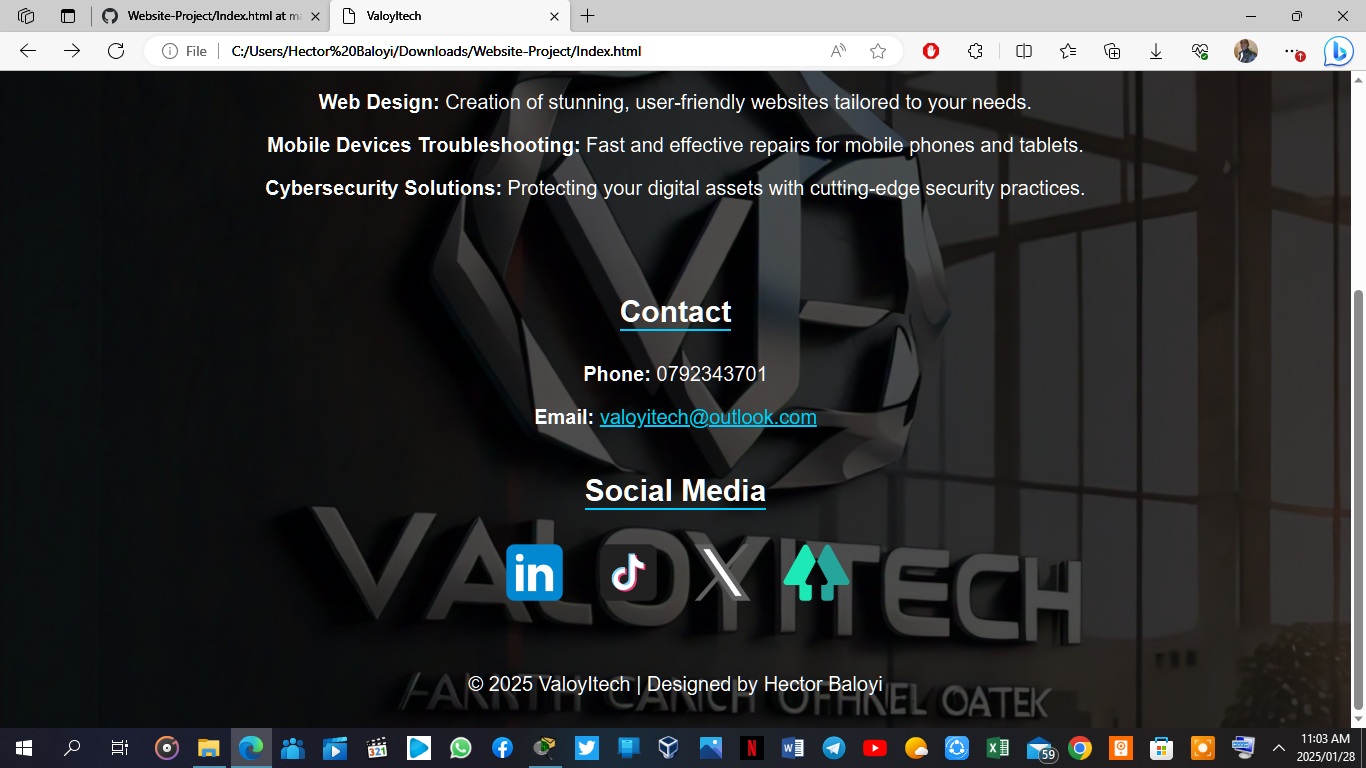 Website-Project/Index.html at ma
ValoyItech
File
C:/Users/Hector%20Baloyi/Downloads/Website-Project/Index.html
Web Design: Creation of stunning, user-friendly websites tailored to your needs.
Mobile Devices Troubleshooting: Fast and effective repairs for mobile phones and tablets.
Cybersecurity Solutions: Protecting your digital assets with cutting-edge security practices.
Contact
Phone: 0792343701
Email: valoyitech@outlook.com
Social Media
in
VALOYITECH
© 2025 ValoyItech | Designed by Hector Baloyi
321
N
59
11:03 AM
2025/01/28